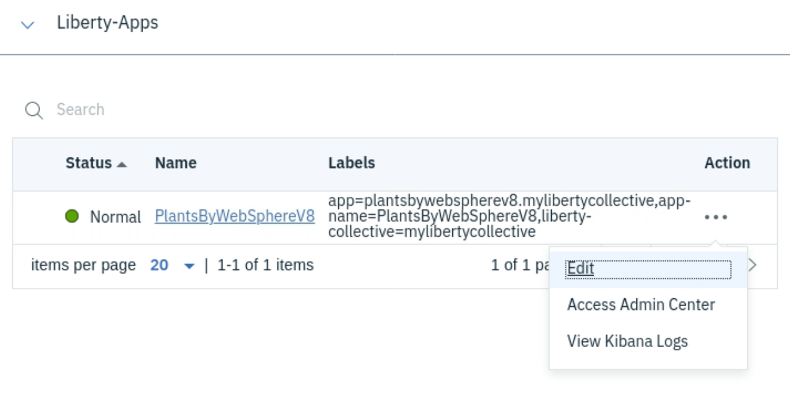 Liberty-Apps
Search
Status Name Labels Action
Normal PlantsByWebSphereV8 app=plantsbywebspherev8.mylibertycollective,app-
name=PlantsByWebSphereV8,liberty-
collective=mylibertycollective
items per page 20 | 1-1 of 1 items 1 of 1 pa
Edit
Access Admin Center
View Kibana Logs